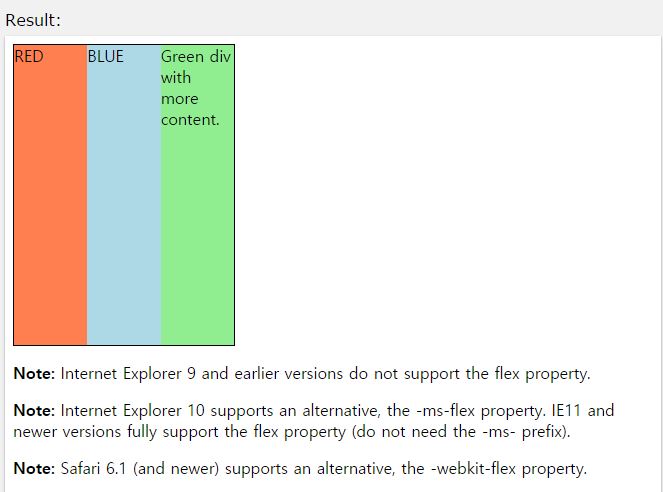 Result:
RED
BLUE
Green div
with
more
content.
Note: Internet Explorer 9 and earlier versions do not support the flex property.
Note: Internet Explorer 10 supports an alternative, the -ms-flex property. IE11 and
newer versions fully support the flex property (do not need the -ms- prefix).
Note: Safari 6.1 (and newer) supports an alternative, the -webkit-flex property.